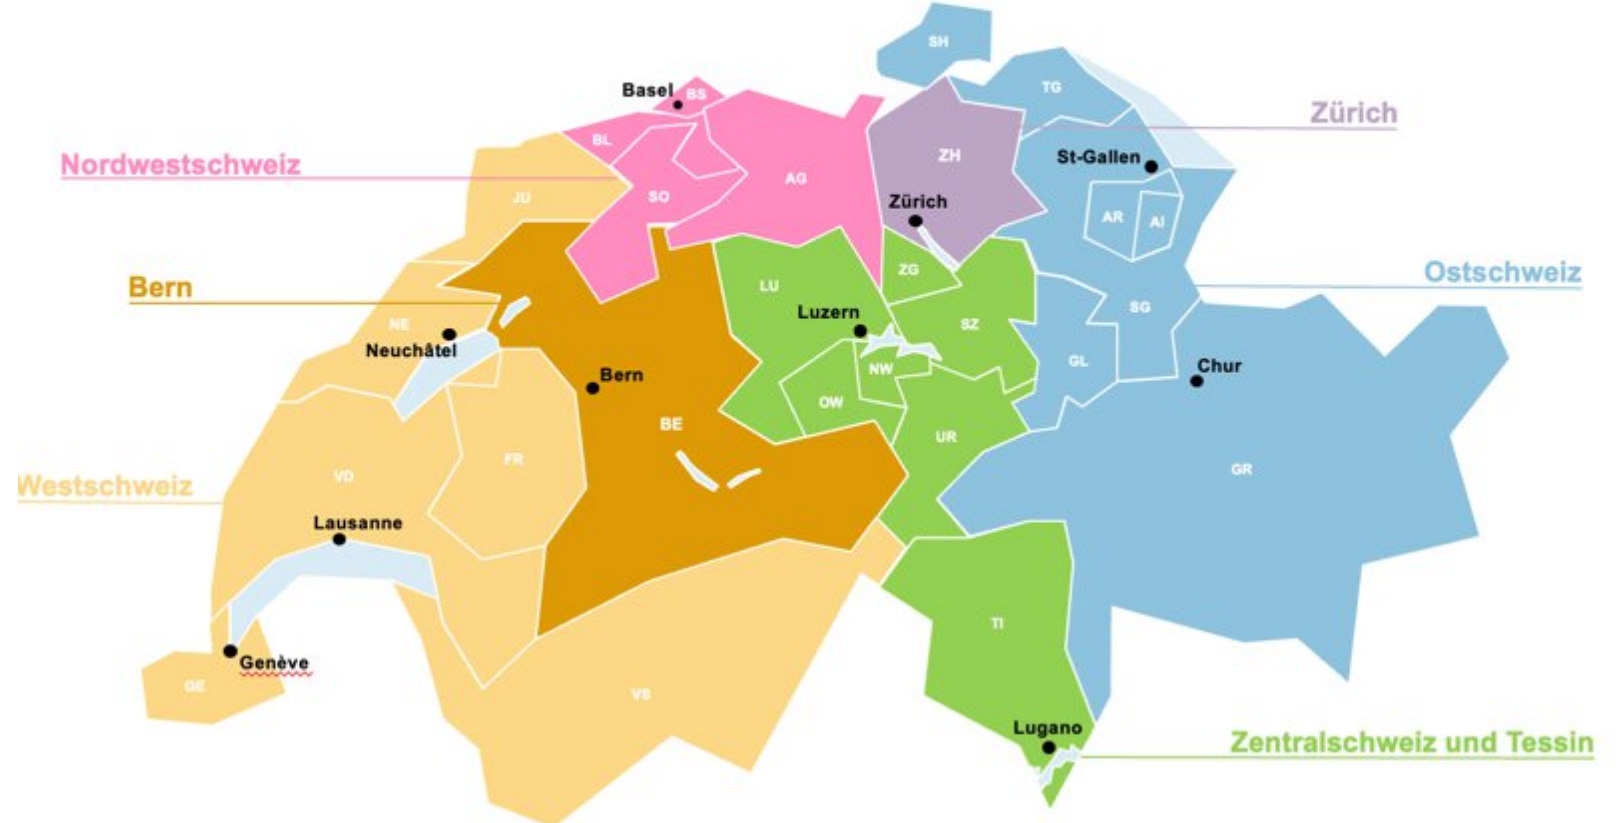 SH
TG
Basel
BS
Zürich
BL
ZH
St-Gallen
Nordwestschweiz
AG
JU
SO
Zürich
AR
AI
ZG
Ostschweiz
Bern
LU
Luzern
SG
NE
SZ
Neuchâtel
GL
Chur
NW
Bern
OW
BE
UR
FR
GR
VD
Westschweiz
Lausanne
TI
Genève
GE
VS
Lugano
Zentralschweiz und Tessin